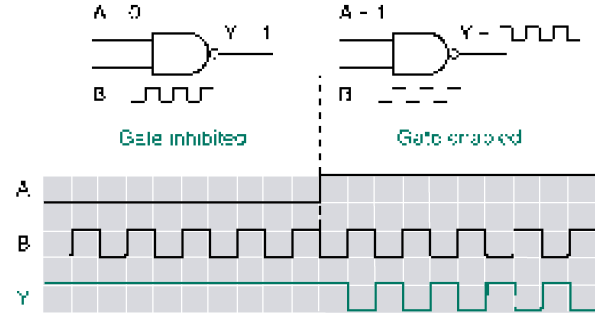 A = 0
Y = 1
B
Gate inhibited
A = 1
Y =
B
Gate enabled
A
B
Y